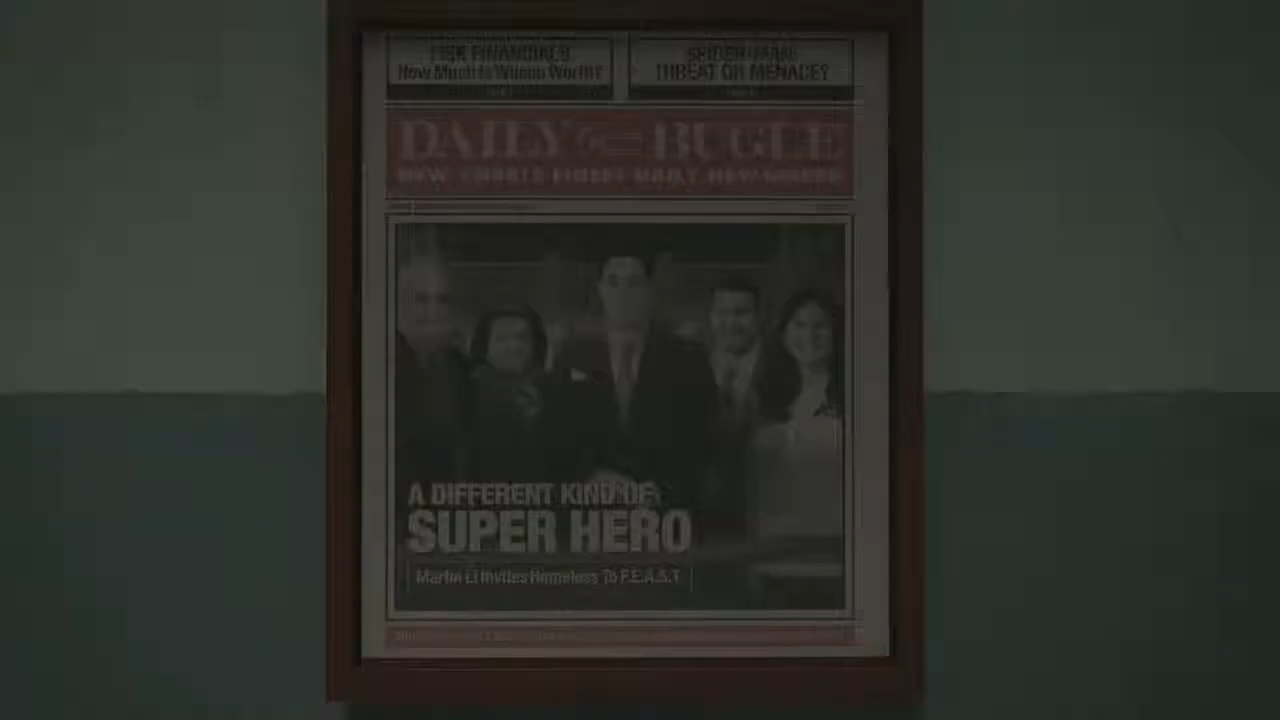 FISK FINANCIALS
How Much Is Wilson Worth?
SPIDER-MAN:
THREAT OR MENACE?
DAILY BUGLE
NEW YORK'S FINEST DAILY NEWSPAPER
A DIFFERENT KIND OF
SUPER HERO
Martin Li Invites Homeless To F.E.A.S.T.